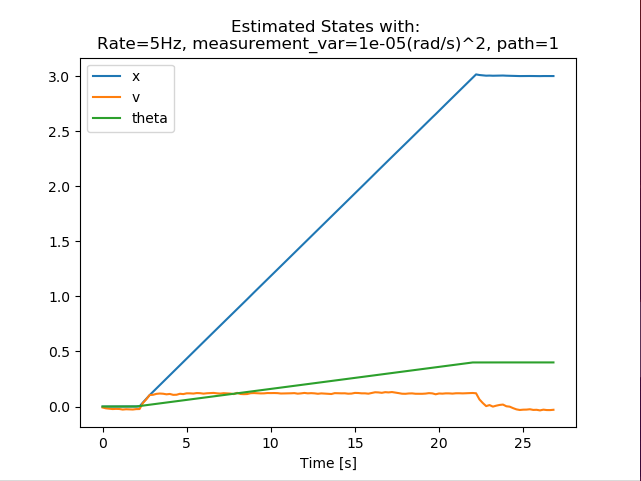 Estimated States with:
Rate=5Hz, measurement_var=1e-05(rad/s)^2, path=1
x
v
theta
3.0
2.5
2.0
1.5
1.0
0.5
0.0
0 5 10 15 20 25
Time [s]